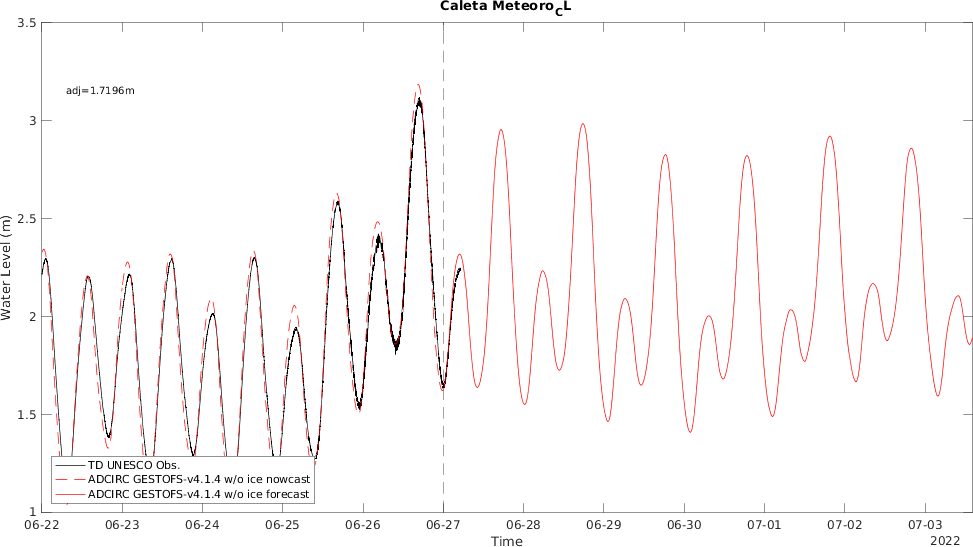 Caleta Meteoro_CL
3.5
adj=1.7196m
3
2.5
Water Level (m)
2
1.5
TD UNESCO Obs.
ADCIRC GESTOFS-v4.1.4 w/o ice nowcast
ADCIRC GESTOFS-v4.1.4 w/o ice forecast
1
06-22 06-23 06-24 06-25 06-26 06-27 06-28 06-29 06-30 07-01 07-02 07-03
Time
2022